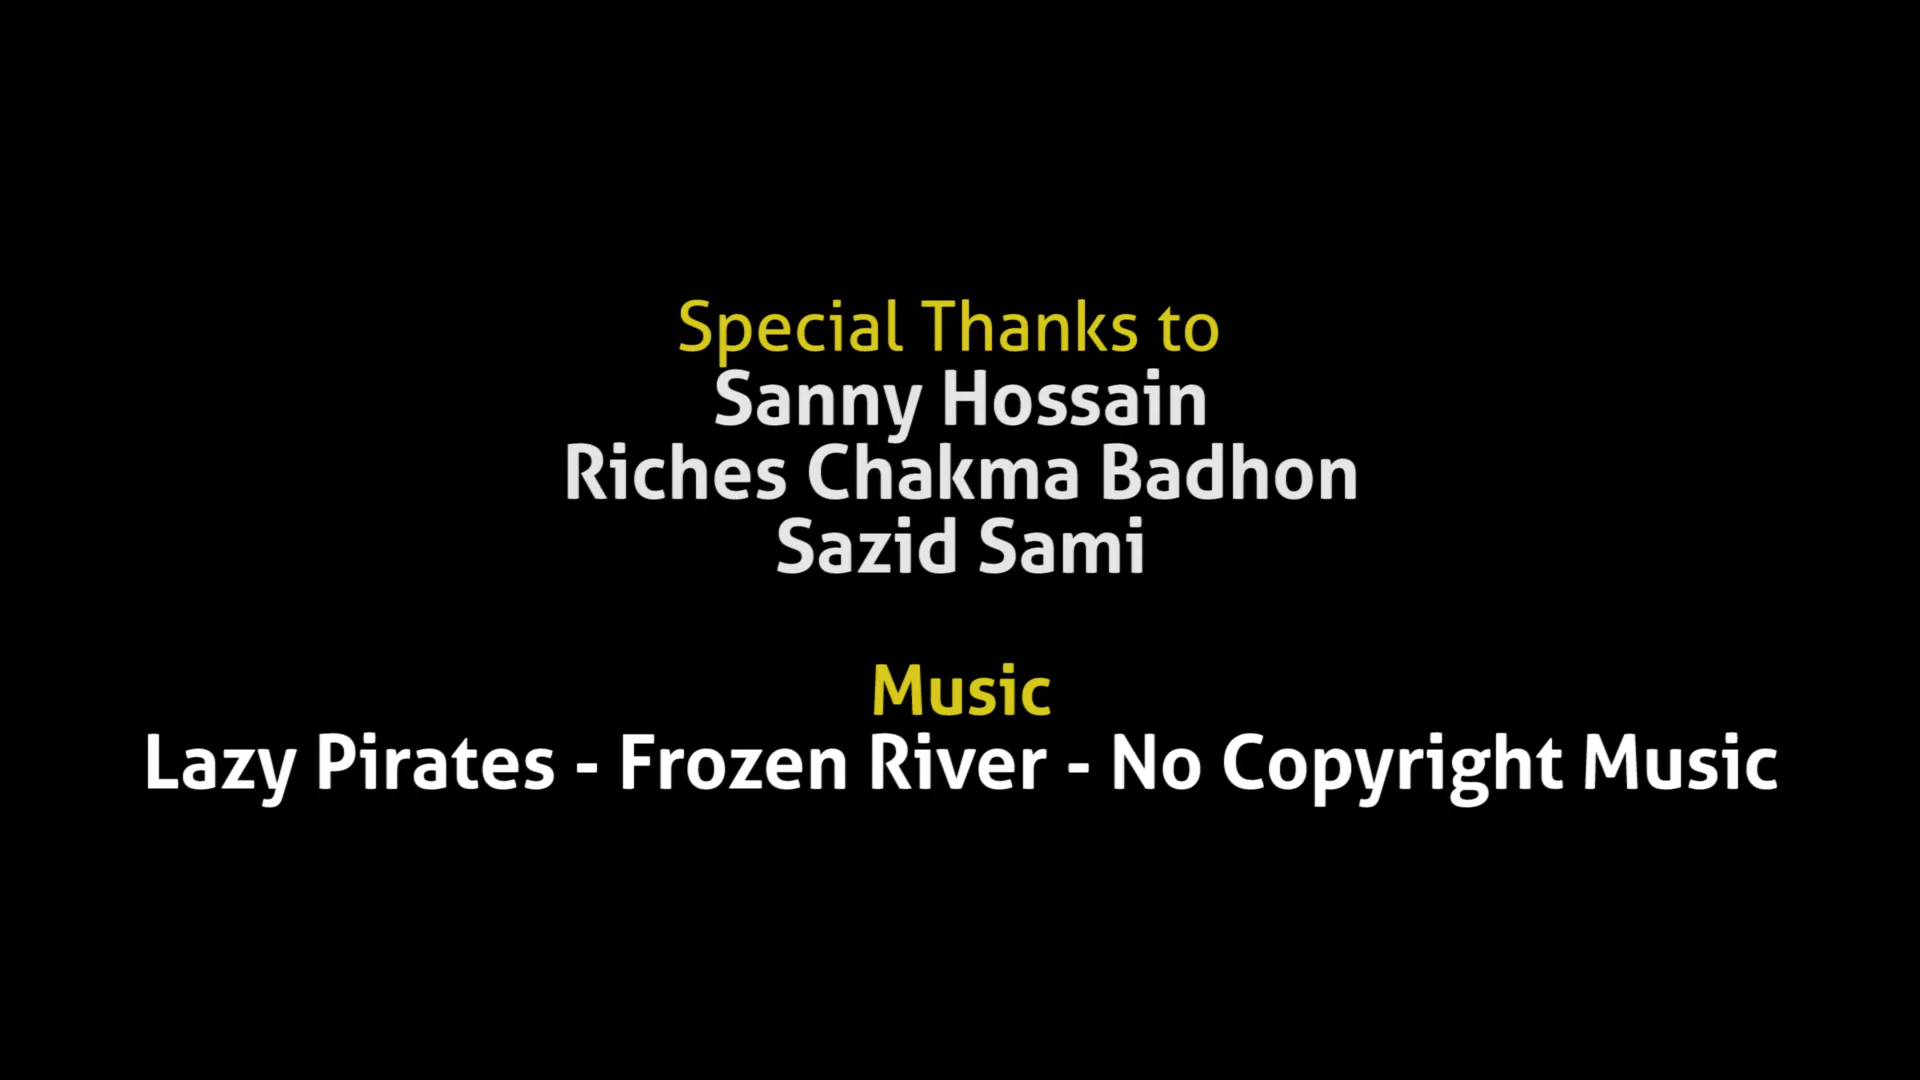 Special Thanks to
Sanny Hossain
Riches Chakma Badhon
Sazid Sami
Music
Lazy Pirates - Frozen River - No Copyright Music